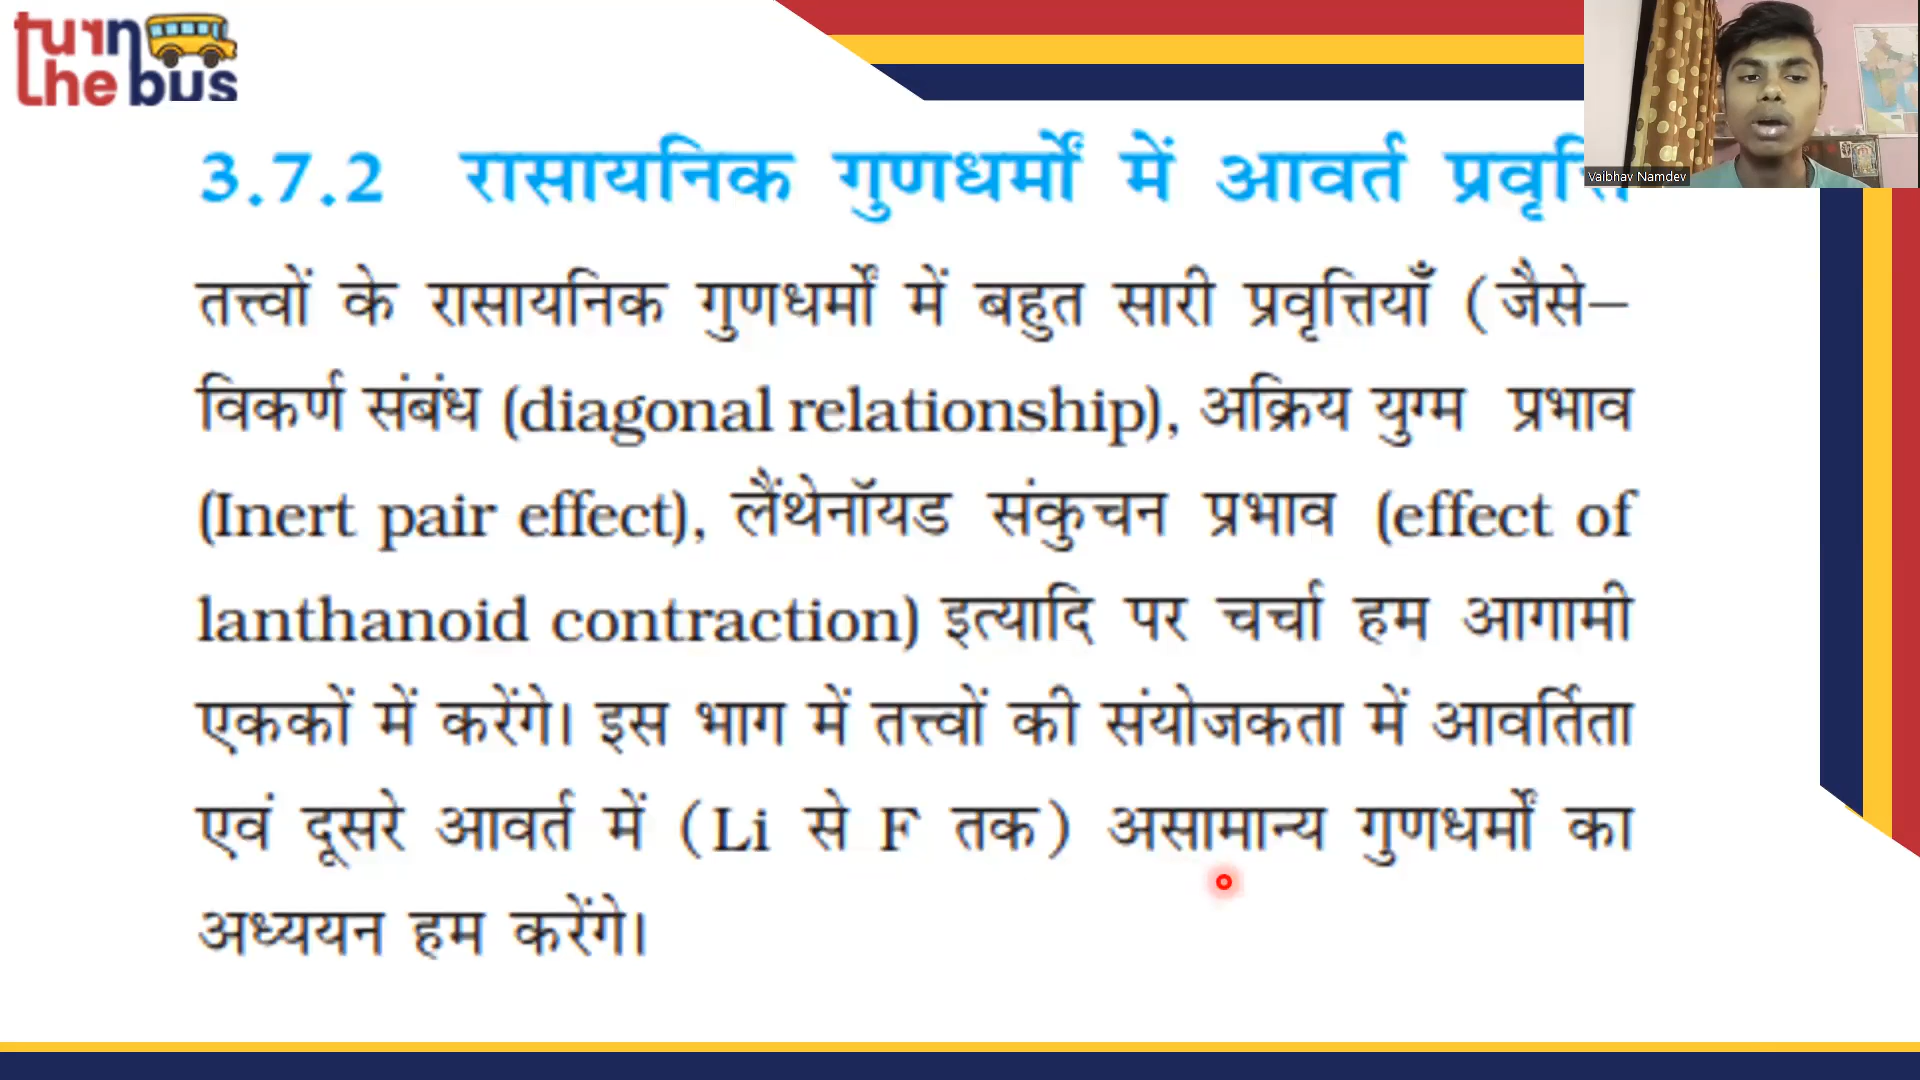 turn
the bus
Vaibhav Namdev
3.7.2 रासायनिक गुणधर्मों में आवर्त
तत्त्वों के रासायनिक गुणधर्मों में बहुत सारी प्रवृत्तियाँ (जैसे–
विकर्ण संबंध (diagonal relationship), अक्रिय युग्म प्रभाव
(Inert pair effect), लैंथेनॉयड संकुचन प्रभाव (effect of
lanthanoid contraction) इत्यादि पर चर्चा हम आगामी
एककों में करेंगे। इस भाग में तत्त्वों की संयोजकता में आवर्तिता
एवं दूसरे आवर्त में (Li से F तक) असामान्य गुणधर्मों का
अध्ययन हम करेंगे।